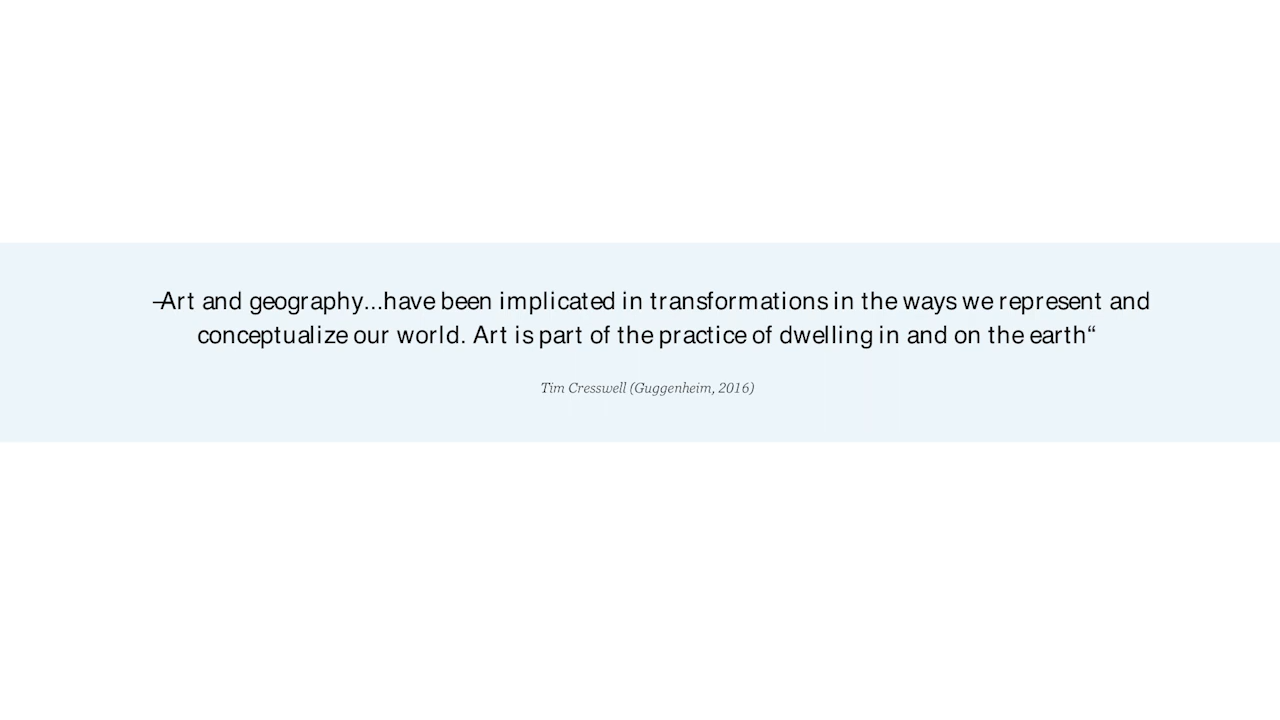 –Art and geography...have been implicated in transformations in the ways we represent and
conceptualize our world. Art is part of the practice of dwelling in and on the earth“
Tim Cresswell (Guggenheim, 2016)